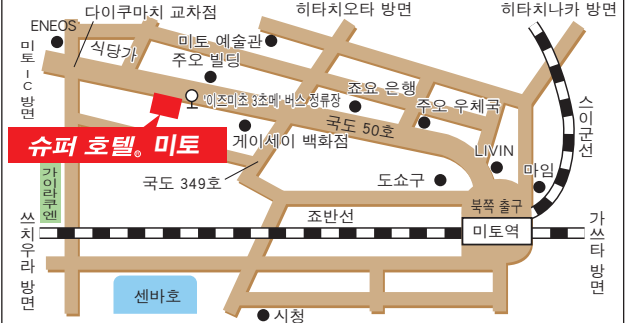 다이쿠마치 교차점
히타치오타 방면
히타치나카 방면
ENEOS
식당가
미토 예술관
미토 IC 방면
주오 빌딩
'이즈미초 3초메' 버스 정류장
죠요 은행
주오 우체국
스이군선
국도 50호
슈퍼 호텔® 미토
게이세이 백화점
LIVIN
마임
가이라쿠엔
국도 349호
도쇼구
북쪽 출구
쓰치우라 방면
죠반선
미토역
가쓰타 방면
센바호
시청